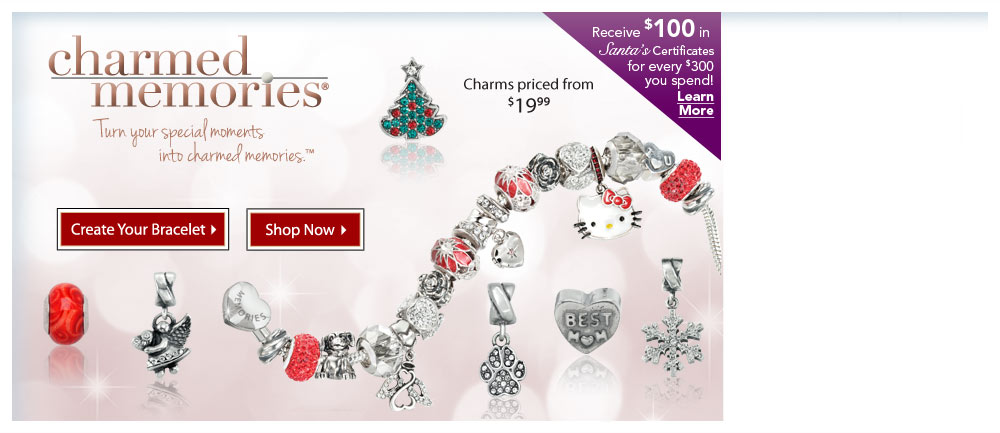 charmed
memories®
Turn your special moments
into charmed memories.™
Charms priced from
$19.99
Receive $100 in
Santa's Certificates
for every $300
you spend!
Learn
More
Create Your Bracelet
Shop Now
BEST